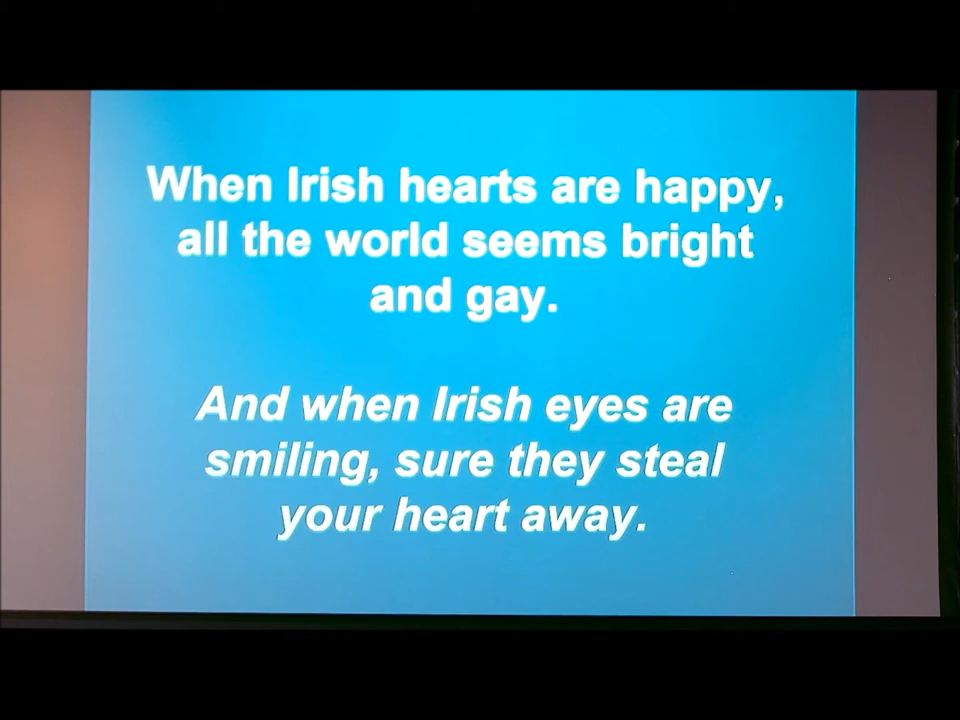 When Irish hearts are happy,
all the world seems bright
and gay.
And when Irish eyes are
smiling, sure they steal
your heart away.